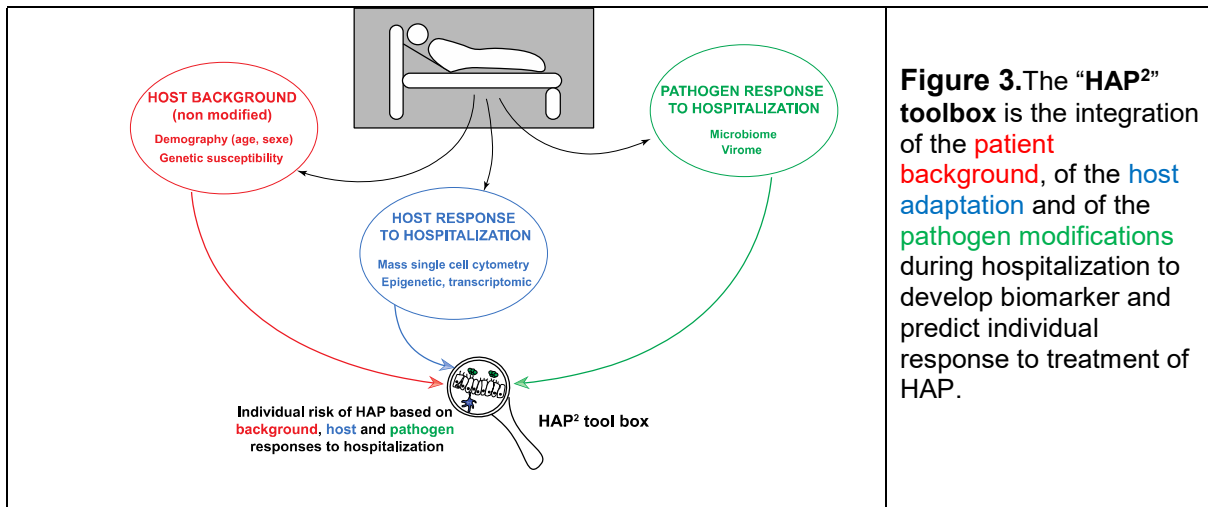 HOST BACKGROUND
(non modified)
Demography (age, sexe)
Genetic susceptibility
PATHOGEN RESPONSE
TO HOSPITALIZATION
Microbiome
Virome
HOST RESPONSE
TO HOSPITALIZATION
Mass single cell cytometry
Epigenetic, transcriptomic
Individual risk of HAP based on
background, host and pathogen
responses to hospitalization
HAP² tool box
Figure 3.The “HAP²”
toolbox is the integration
of the patient
background, of the host
adaptation and of the
pathogen modifications
during hospitalization to
develop biomarker and
predict individual
response to treatment of
HAP.